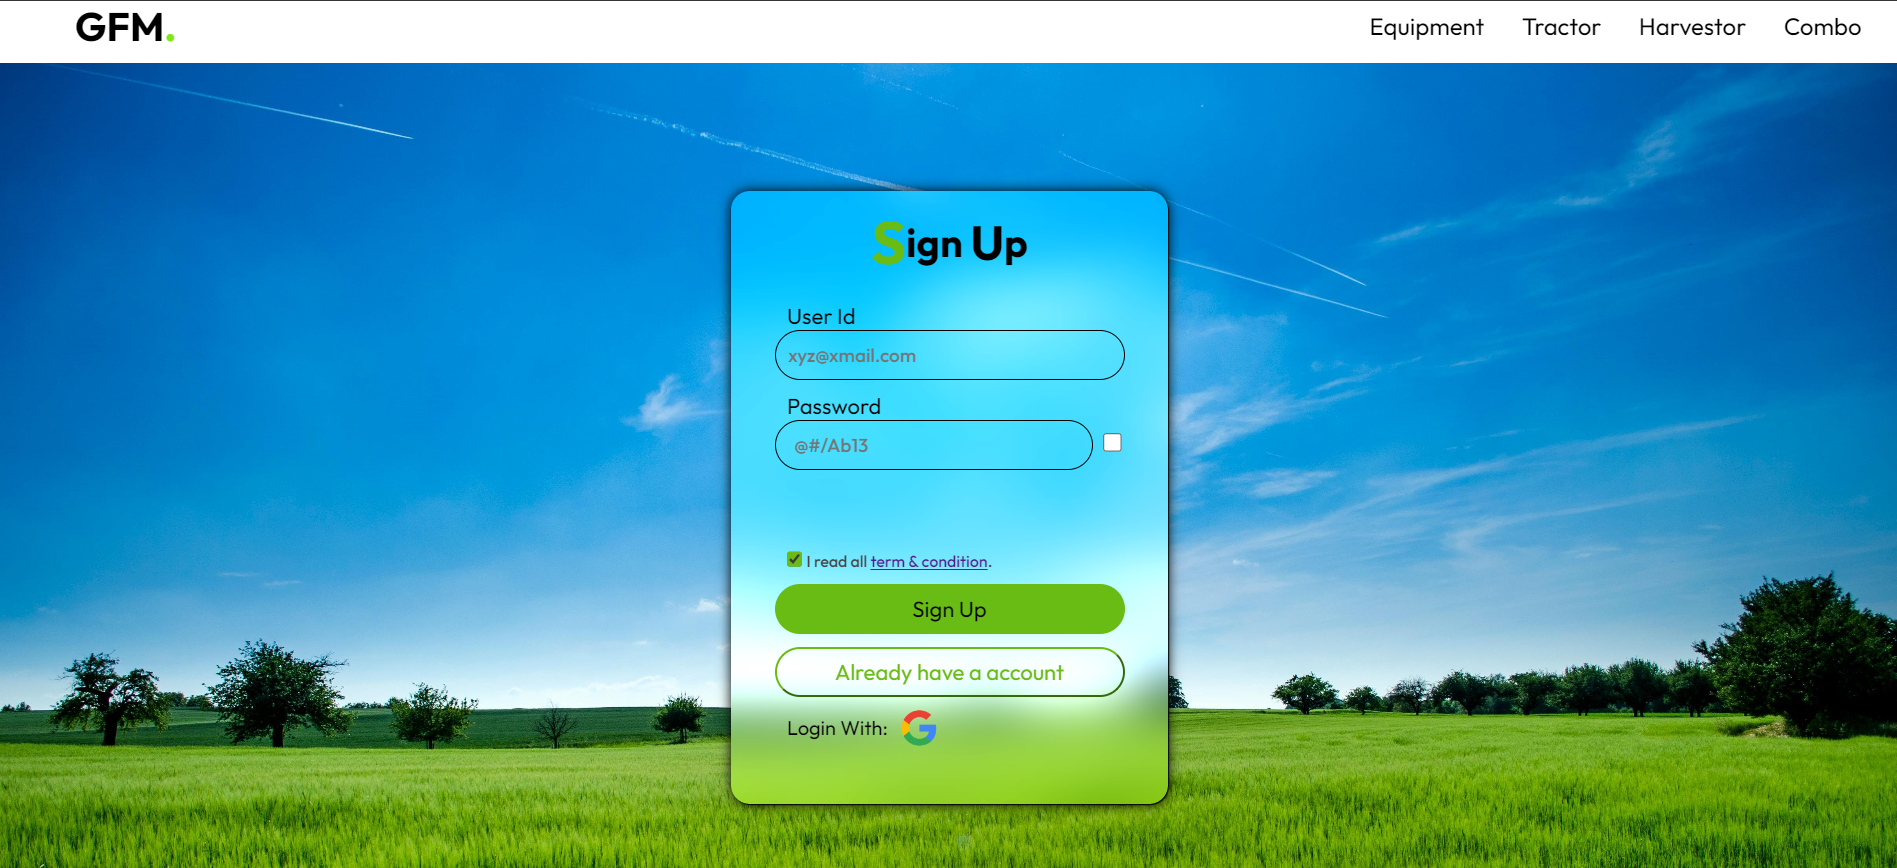 GFM.
Equipment Tractor Harvestor Combo
Sign Up
User Id
xyz@xmail.com
Password
@#/Ab13
I read all term & condition.
Sign Up
Already have a account
Login With: